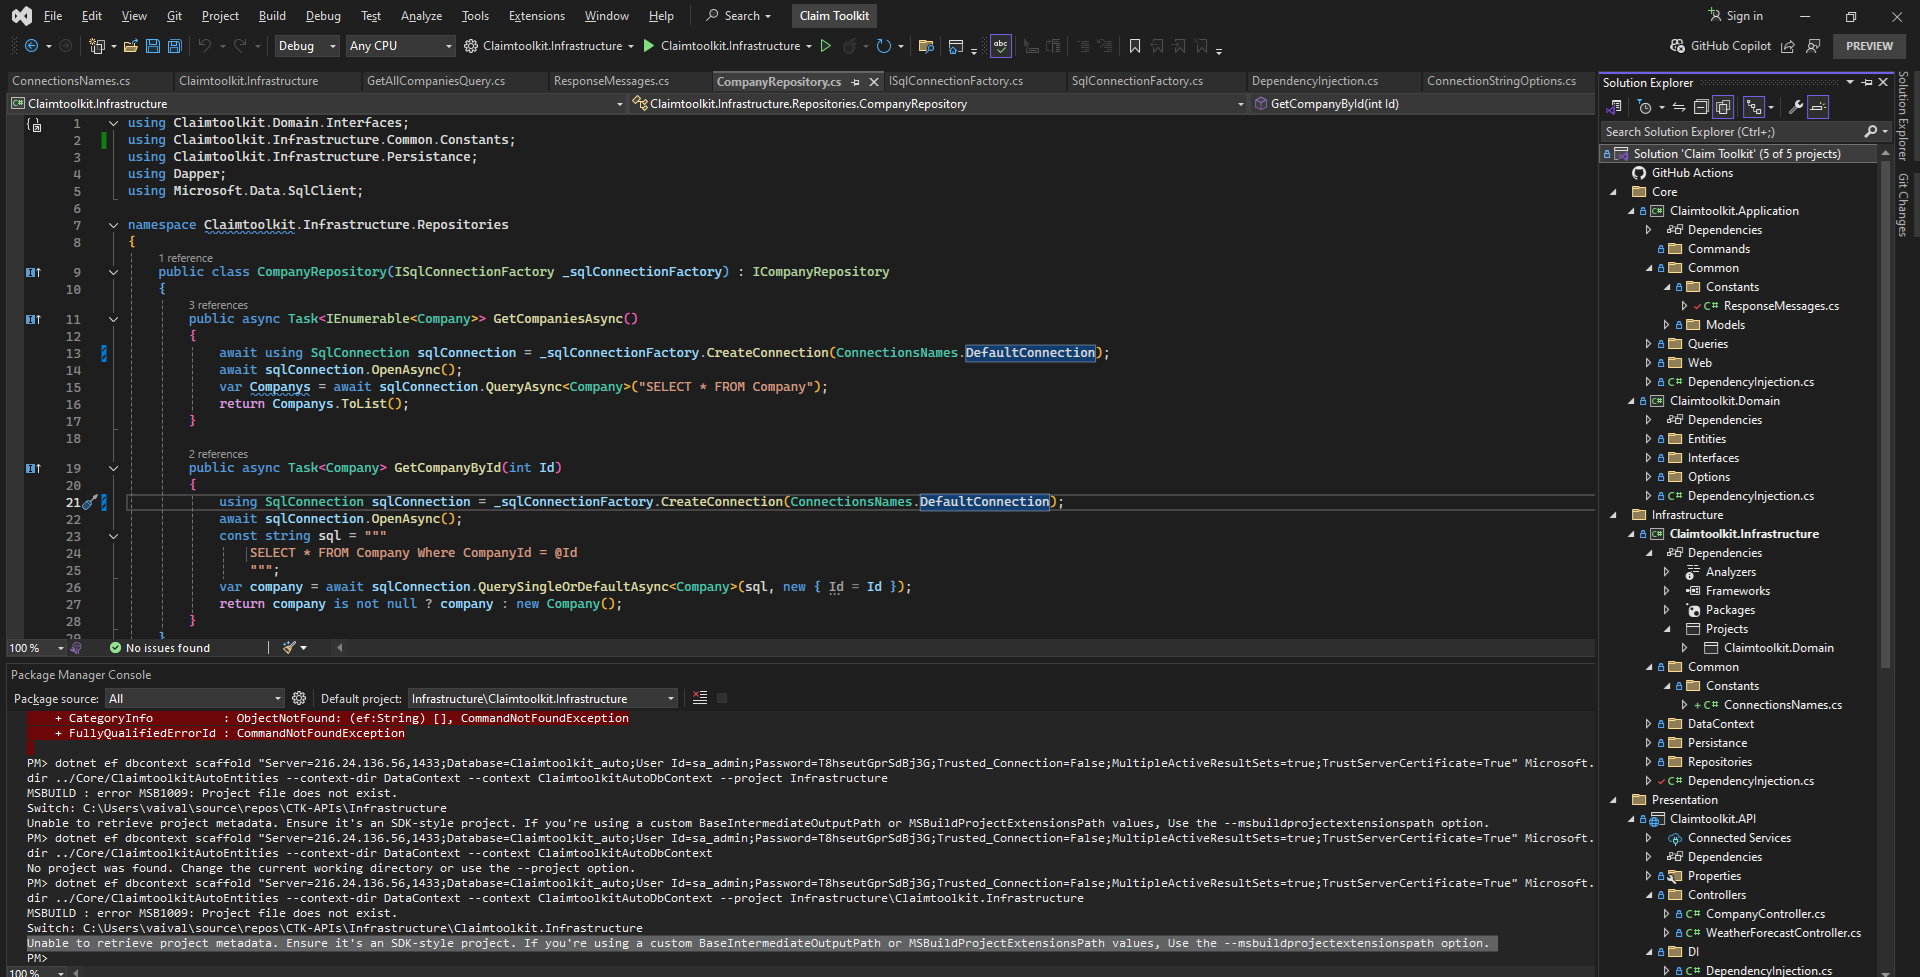 File Edit View Git Project Build Debug Test Analyze Tools Extensions Window Help Search Claim Toolkit Sign in
Debug Any CPU Claimtoolkit.Infrastructure Claimtoolkit.Infrastructure GitHub Copilot PREVIEW
ConnectionsNames.cs Claimtoolkit.Infrastructure GetAllCompaniesQuery.cs ResponseMessages.cs CompanyRepository.cs ISqlConnectionFactory.cs SqlConnectionFactory.cs DependencyInjection.cs ConnectionStringOptions.cs
Claimtoolkit.Infrastructure Claimtoolkit.Infrastructure.Repositories.CompanyRepository GetCompanyById(int Id)
1 using Claimtoolkit.Domain.Interfaces;
2 using Claimtoolkit.Infrastructure.Common.Constants;
3 using Claimtoolkit.Infrastructure.Persistance;
4 using Dapper;
5 using Microsoft.Data.SqlClient;
6
7 namespace Claimtoolkit.Infrastructure.Repositories
8 {
1 reference
9 public class CompanyRepository(ISqlConnectionFactory _sqlConnectionFactory) : ICompanyRepository
10 {
3 references
11 public async Task<IEnumerable<Company>> GetCompaniesAsync()
12 {
13 await using SqlConnection sqlConnection = _sqlConnectionFactory.CreateConnection(ConnectionsNames.DefaultConnection);
14 await sqlConnection.OpenAsync();
15 var Companys = await sqlConnection.QueryAsync<Company>("SELECT * FROM Company");
16 return Companys.ToList();
17 }
18
2 references
19 public async Task<Company> GetCompanyById(int Id)
20 {
21 using SqlConnection sqlConnection = _sqlConnectionFactory.CreateConnection(ConnectionsNames.DefaultConnection);
22 await sqlConnection.OpenAsync();
23 const string sql = """
24 SELECT * FROM Company Where CompanyId = @Id
25 """;
26 var company = await sqlConnection.QuerySingleOrDefaultAsync<Company>(sql, new { Id = Id });
27 return company is not null ? company : new Company();
28 }
29 }
100 % No issues found
Package Manager Console
Package source: All Default project: Infrastructure\Claimtoolkit.Infrastructure
+ CategoryInfo : ObjectNotFound: (ef:String) [], CommandNotFoundException
+ FullyQualifiedErrorId : CommandNotFoundException
PM> dotnet ef dbcontext scaffold "Server=216.24.136.56,1433;Database=Claimtoolkit_auto;User Id=sa_admin;Password=T8hseutGprSdBj3G;Trusted_Connection=False;MultipleActiveResultSets=true;TrustServerCertificate=True" Microsoft.
dir ../Core/ClaimtoolkitAutoEntities --context-dir DataContext --context ClaimtoolkitAutoDbContext --project Infrastructure
MSBUILD : error MSB1009: Project file does not exist.
Switch: C:\Users\vaival\source\repos\CTK-APIs\Infrastructure
Unable to retrieve project metadata. Ensure it's an SDK-style project. If you're using a custom BaseIntermediateOutputPath or MSBuildProjectExtensionsPath values, Use the --msbuildprojectextensionspath option.
PM> dotnet ef dbcontext scaffold "Server=216.24.136.56,1433;Database=Claimtoolkit_auto;User Id=sa_admin;Password=T8hseutGprSdBj3G;Trusted_Connection=False;MultipleActiveResultSets=true;TrustServerCertificate=True" Microsoft.
dir ../Core/ClaimtoolkitAutoEntities --context-dir DataContext --context ClaimtoolkitAutoDbContext
No project was found. Change the current working directory or use the --project option.
PM> dotnet ef dbcontext scaffold "Server=216.24.136.56,1433;Database=Claimtoolkit_auto;User Id=sa_admin;Password=T8hseutGprSdBj3G;Trusted_Connection=False;MultipleActiveResultSets=true;TrustServerCertificate=True" Microsoft.
dir ../Core/ClaimtoolkitAutoEntities --context-dir DataContext --context ClaimtoolkitAutoDbContext --project Infrastructure\Claimtoolkit.Infrastructure
MSBUILD : error MSB1009: Project file does not exist.
Switch: C:\Users\vaival\source\repos\CTK-APIs\Infrastructure\Claimtoolkit.Infrastructure
Unable to retrieve project metadata. Ensure it's an SDK-style project. If you're using a custom BaseIntermediateOutputPath or MSBuildProjectExtensionsPath values, Use the --msbuildprojectextensionspath option.
PM>
100 %
Solution Explorer
Search Solution Explorer (Ctrl+;)
Solution 'Claim Toolkit' (5 of 5 projects)
GitHub Actions
Core
Claimtoolkit.Application
Dependencies
Commands
Common
Constants
ResponseMessages.cs
Models
Queries
Web
DependencyInjection.cs
Claimtoolkit.Domain
Dependencies
Entities
Interfaces
Options
DependencyInjection.cs
Infrastructure
Claimtoolkit.Infrastructure
Dependencies
Analyzers
Frameworks
Packages
Projects
Claimtoolkit.Domain
Common
Constants
ConnectionsNames.cs
DataContext
Persistance
Repositories
DependencyInjection.cs
Presentation
Claimtoolkit.API
Connected Services
Dependencies
Properties
Controllers
CompanyController.cs
WeatherForecastController.cs
DI
DependencyInjection.cs
Solution Explorer
Git Changes